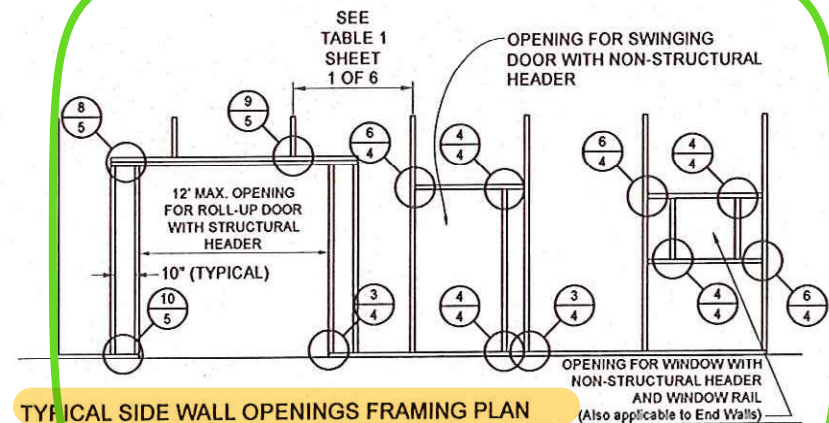 SEE
TABLE 1
SHEET
1 OF 6
OPENING FOR SWINGING
DOOR WITH NON-STRUCTURAL
HEADER
8
5
9
5
6
4
4
4
6
4
4
4
12' MAX. OPENING
FOR ROLL-UP DOOR
WITH STRUCTURAL
HEADER
10" (TYPICAL)
10
5
3
4
4
4
3
4
4
4
6
4
OPENING FOR WINDOW WITH
NON-STRUCTURAL HEADER
AND WINDOW RAIL
(Also applicable to End Walls)
TYPICAL SIDE WALL OPENINGS FRAMING PLAN